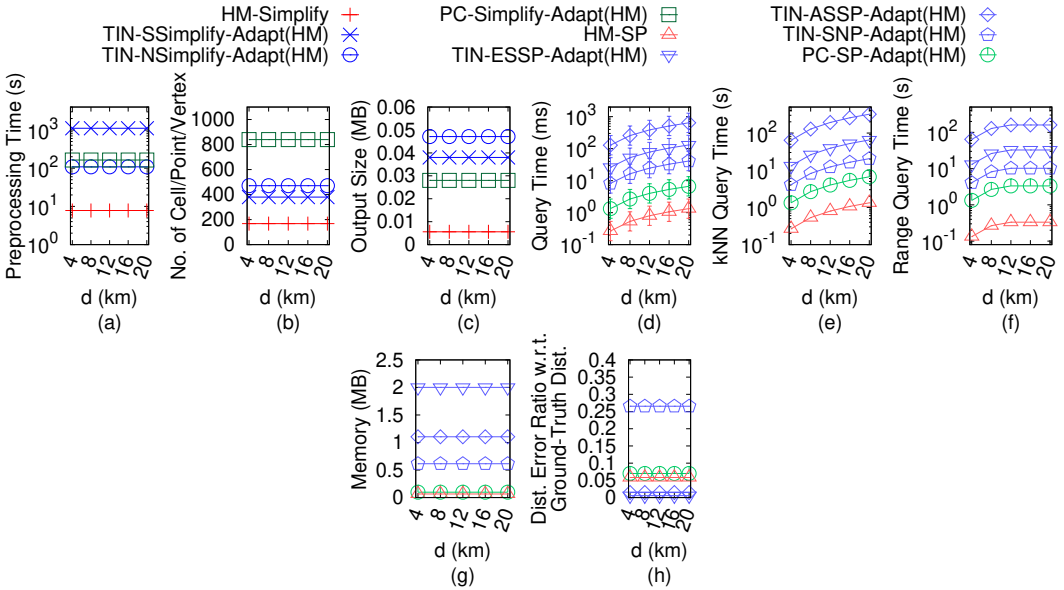 HM-Simplify
TIN-SSimplify-Adapt(HM)
TIN-NSimplify-Adapt(HM)
PC-Simplify-Adapt(HM)
HM-SP
TIN-ESSP-Adapt(HM)
TIN-ASSP-Adapt(HM)
TIN-SNP-Adapt(HM)
PC-SP-Adapt(HM)
Preprocessing Time (s)
10^3
10^2
10^1
10^0
4 8 12 16 20
d (km)
(a)
No. of Cell/Point/Vertex
1000
800
600
400
200
0
4 8 12 16 20
d (km)
(b)
Output Size (MB)
0.06
0.05
0.04
0.03
0.02
0.01
0
4 8 12 16 20
d (km)
(c)
Query Time (ms)
10^3
10^2
10^1
10^0
10^-1
4 8 12 16 20
d (km)
(d)
kNN Query Time (s)
10^2
10^1
10^0
10^-1
4 8 12 16 20
d (km)
(e)
Range Query Time (s)
10^2
10^1
10^0
10^-1
4 8 12 16 20
d (km)
(f)
Memory (MB)
2.5
2
1.5
1
0.5
0
4 8 12 16 20
d (km)
(g)
Dist. Error Ratio w.r.t.
Ground-Truth Dist.
0.4
0.35
0.3
0.25
0.2
0.15
0.1
0.05
0
4 8 12 16 20
d (km)
(h)